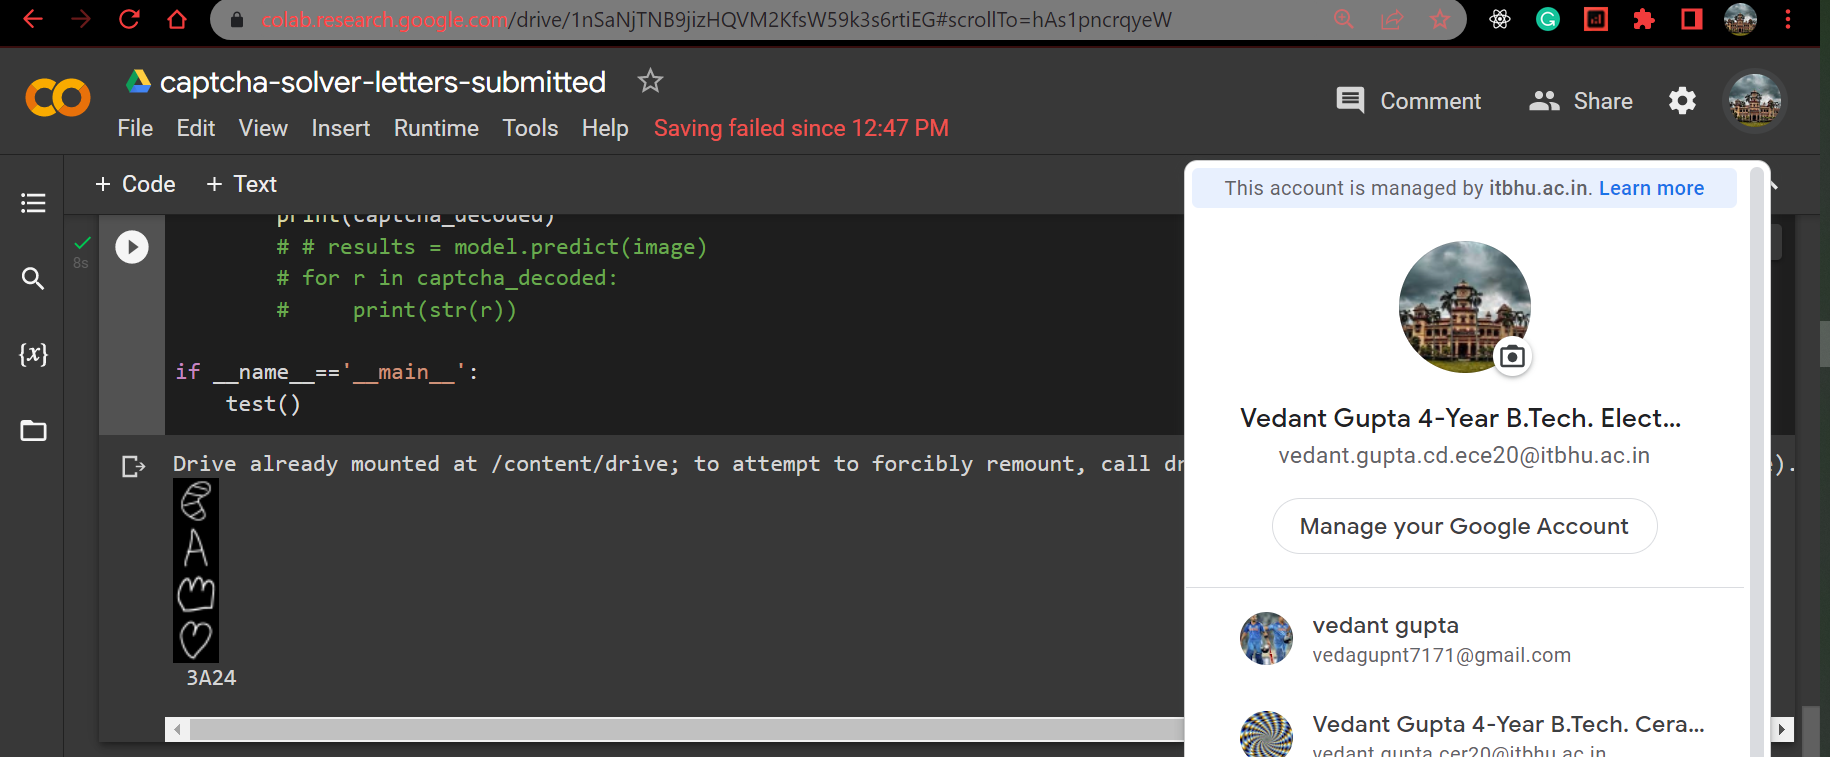 colab.research.google.com/drive/1nSaNjTNB9jizHQVM2KfsW59k3s6rtiEG#scrollTo=hAs1pncrqyeW
captcha-solver-letters-submitted
File Edit View Insert Runtime Tools Help Saving failed since 12:47 PM
Comment Share
+ Code + Text
print(captcha_decoded)
# # results = model.predict(image)
# for r in captcha_decoded:
#     print(str(r))
8s
{x}
if __name__=='__main__':
test()
Drive already mounted at /content/drive; to attempt to forcibly remount, call dr
).
A
3A24
This account is managed by itbhu.ac.in. Learn more
Vedant Gupta 4-Year B.Tech. Elect...
vedant.gupta.cd.ece20@itbhu.ac.in
Manage your Google Account
vedant gupta
vedagupnt7171@gmail.com
Vedant Gupta 4-Year B.Tech. Cera...
vedant.gupta.cer20@itbhu.ac.in